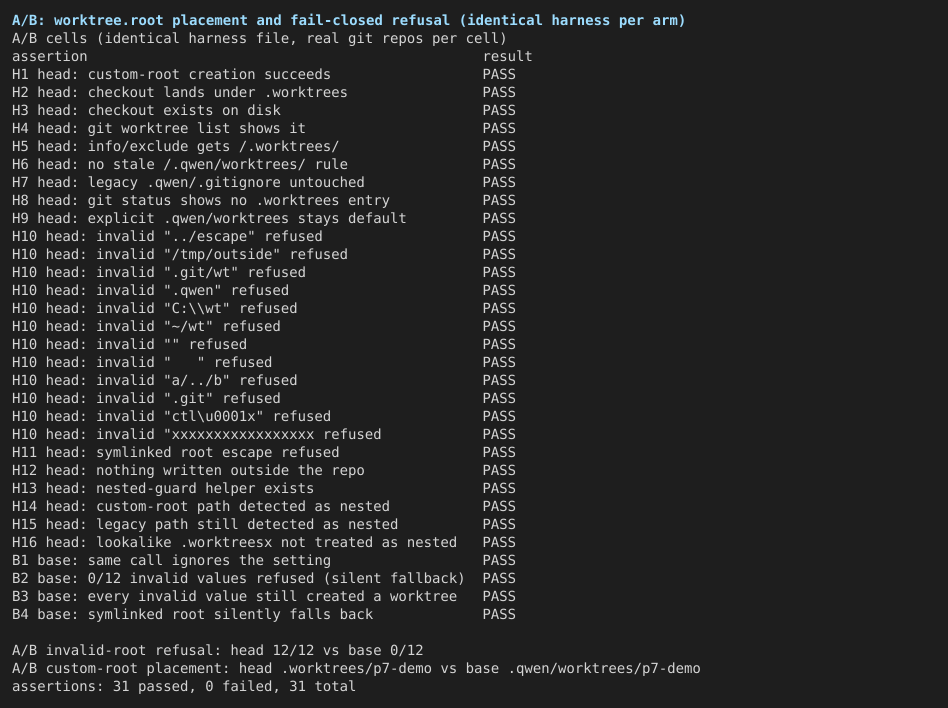 A/B: worktree.root placement and fail-closed refusal (identical harness per arm)
A/B cells (identical harness file, real git repos per cell)
assertion result
H1 head: custom-root creation succeeds PASS
H2 head: checkout lands under .worktrees PASS
H3 head: checkout exists on disk PASS
H4 head: git worktree list shows it PASS
H5 head: info/exclude gets /.worktrees/ PASS
H6 head: no stale /.qwen/worktrees/ rule PASS
H7 head: legacy .qwen/.gitignore untouched PASS
H8 head: git status shows no .worktrees entry PASS
H9 head: explicit .qwen/worktrees stays default PASS
H10 head: invalid "../escape" refused PASS
H10 head: invalid "/tmp/outside" refused PASS
H10 head: invalid ".git/wt" refused PASS
H10 head: invalid ".qwen" refused PASS
H10 head: invalid "C:\\wt" refused PASS
H10 head: invalid "~/wt" refused PASS
H10 head: invalid "" refused PASS
H10 head: invalid "   " refused PASS
H10 head: invalid "a/../b" refused PASS
H10 head: invalid ".git" refused PASS
H10 head: invalid "ctl\u0001x" refused PASS
H10 head: invalid "xxxxxxxxxxxxxxxxx refused PASS
H11 head: symlinked root escape refused PASS
H12 head: nothing written outside the repo PASS
H13 head: nested-guard helper exists PASS
H14 head: custom-root path detected as nested PASS
H15 head: legacy path still detected as nested PASS
H16 head: lookalike .worktreesx not treated as nested PASS
B1 base: same call ignores the setting PASS
B2 base: 0/12 invalid values refused (silent fallback) PASS
B3 base: every invalid value still created a worktree PASS
B4 base: symlinked root silently falls back PASS
A/B invalid-root refusal: head 12/12 vs base 0/12
A/B custom-root placement: head .worktrees/p7-demo vs base .qwen/worktrees/p7-demo
assertions: 31 passed, 0 failed, 31 total